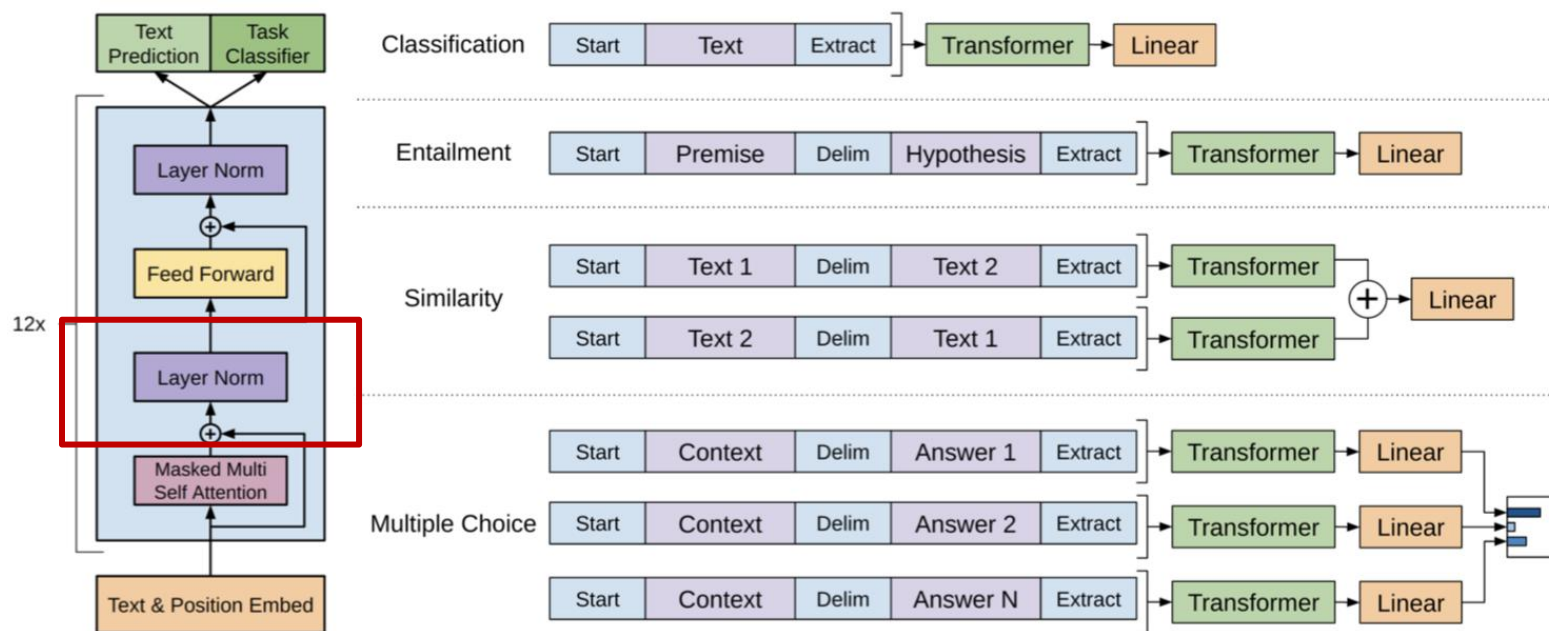 Text
Prediction
Task
Classifier
12x
Layer Norm
+
Feed Forward
Layer Norm
+
Masked Multi
Self Attention
Text & Position Embed
Classification Start Text Extract Transformer Linear
Entailment Start Premise Delim Hypothesis Extract Transformer Linear
Similarity
Start Text 1 Delim Text 2 Extract Transformer
+ Linear
Start Text 2 Delim Text 1 Extract Transformer
Multiple Choice
Start Context Delim Answer 1 Extract Transformer Linear
Start Context Delim Answer 2 Extract Transformer Linear
Start Context Delim Answer N Extract Transformer Linear